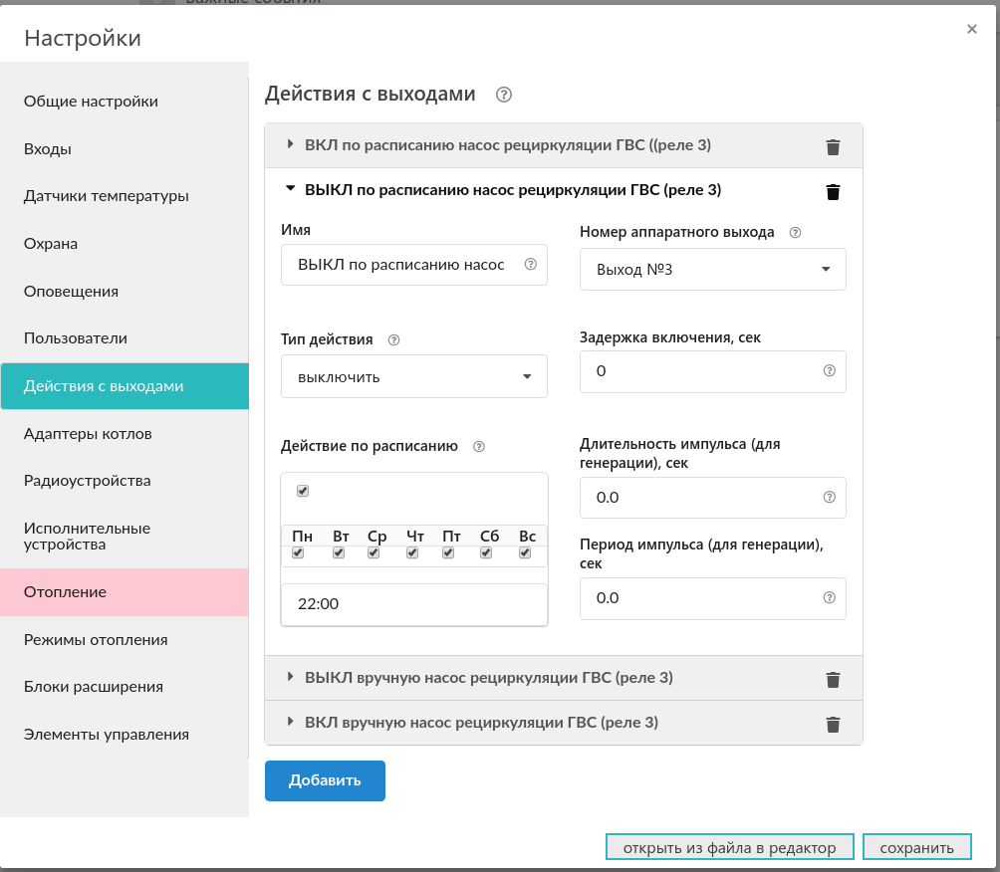 Важные события
Настройки
×
Общие настройки
Входы
Датчики температуры
Охрана
Оповещения
Пользователи
Действия с выходами
Адаптеры котлов
Радиоустройства
Исполнительные
устройства
Отопление
Режимы отопления
Блоки расширения
Элементы управления
Действия с выходами ?
ВКЛ по расписанию насос рециркуляции ГВС ((реле 3)
ВЫКЛ по расписанию насос рециркуляции ГВС (реле 3)
Имя
ВЫКЛ по расписанию насос ?
Номер аппаратного выхода ?
Выход №3
Тип действия ?
выключить
Задержка включения, сек
0 ?
Действие по расписанию ?
Пн Вт Ср Чт Пт Сб Вс
22:00
Длительность импульса (для
генерации), сек
0.0 ?
Период импульса (для генерации),
сек
0.0 ?
ВЫКЛ вручную насос рециркуляции ГВС (реле 3)
ВКЛ вручную насос рециркуляции ГВС (реле 3)
Добавить
открыть из файла в редактор
сохранить